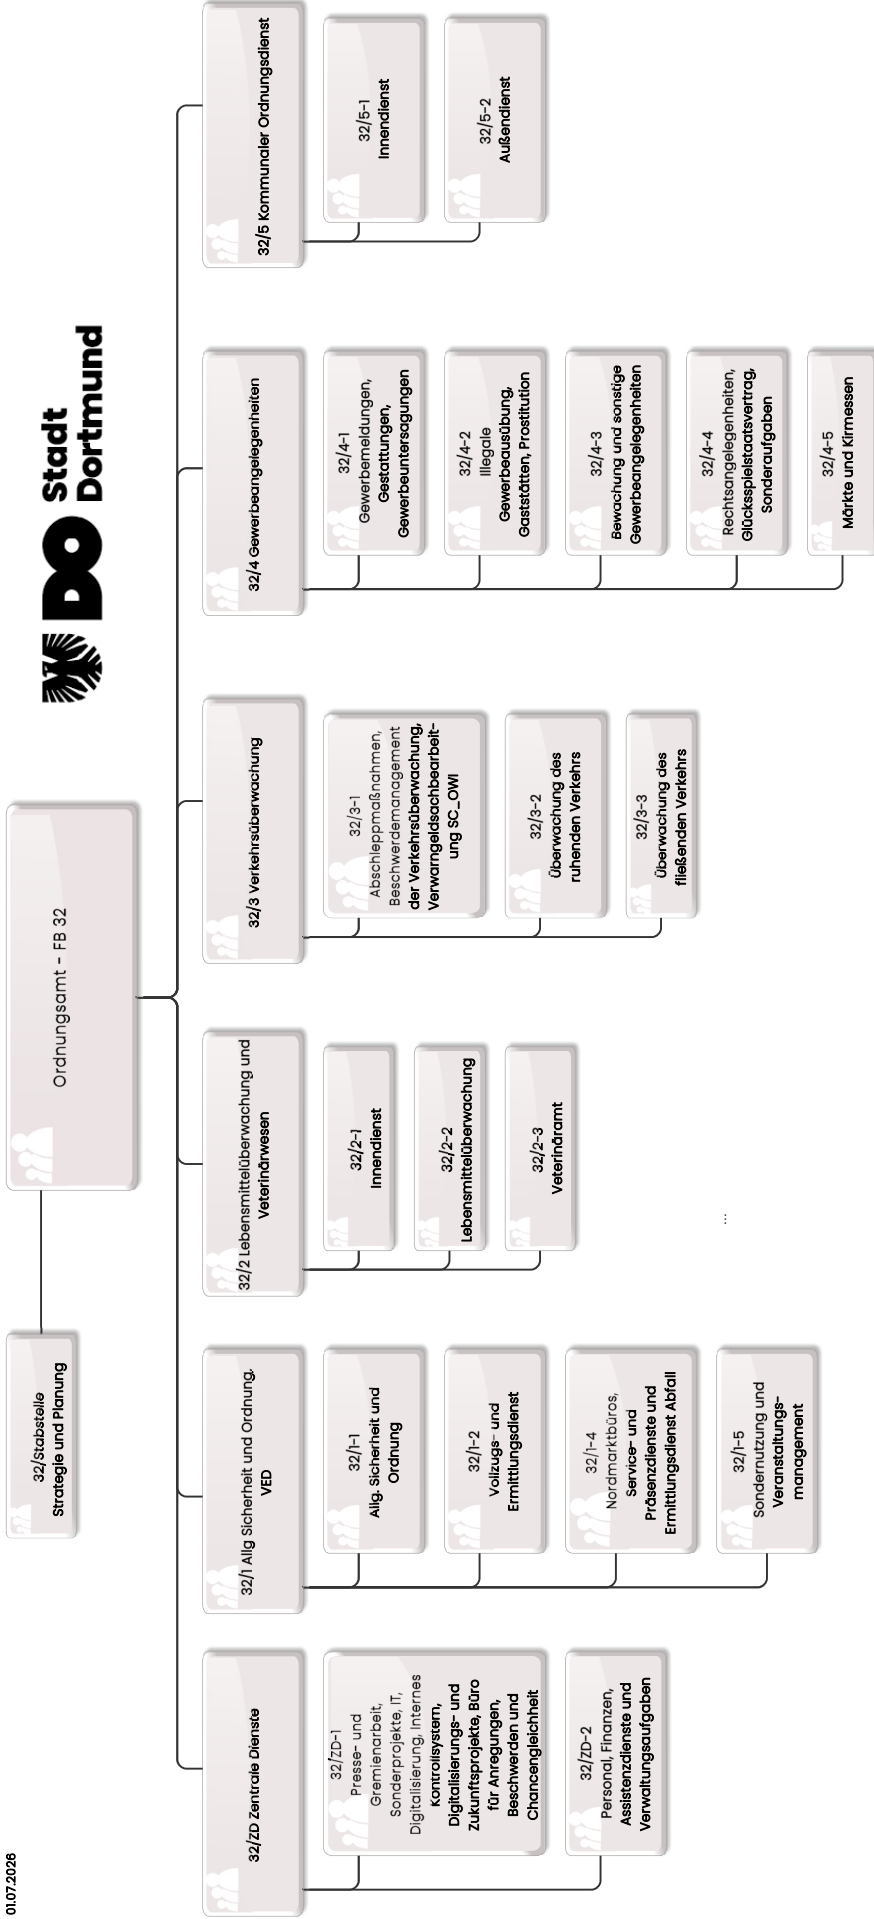 01.07.2026
Stadt
Dortmund
DO
Ordnungsamt - FB 32
32/Stabstelle
Strategie und Planung
32/ZD Zentrale Dienste
32/ZD-1
Presse- und
Gremienarbeit,
Sonderprojekte, IT,
Digitalisierung, Internes
Kontrollsystem,
Digitalisierungs- und
Zukunftsprojekte, Büro
für Anregungen,
Beschwerden und
Chancengleichheit
32/ZD-2
Personal, Finanzen,
Assistenzdienste und
Verwaltungsaufgaben
32/1 Allg Sicherheit und Ordnung,
VED
32/1-1
Allg. Sicherheit und
Ordnung
32/1-2
Vollzugs- und
Ermittlungsdienst
32/1-4
Nordmarktbüros,
Service- und
Präsenzdienste und
Ermittlungsdienst Abfall
32/1-5
Sondernutzung und
Veranstaltungs-
management
32/2 Lebensmittelüberwachung und
Veterinärwesen
32/2-1
Innendienst
32/2-2
Lebensmittelüberwachung
32/2-3
Veterinäramt
...
32/3 Verkehrsüberwachung
32/3-1
Abschleppmaßnahmen,
Beschwerdemanagement
der Verkehrsüberwachung,
Verwarngeldsachbearbeit-
ung SC_OWI
32/3-2
Überwachung des
ruhenden Verkehrs
32/3-3
Überwachung des
fließenden Verkehrs
32/4 Gewerbeangelegenheiten
32/4-1
Gewerbemeldungen,
Gestattungen,
Gewerbeuntersagungen
32/4-2
Illegale
Gewerbeausübung,
Gaststätten, Prostitution
32/4-3
Bewachung und sonstige
Gewerbeangelegenheiten
32/4-4
Rechtsangelegenheiten,
Glücksspielstaatsvertrag,
Sonderaufgaben
32/4-5
Märkte und Kirmessen
32/5 Kommunaler Ordnungsdienst
32/5-1
Innendienst
32/5-2
Außendienst